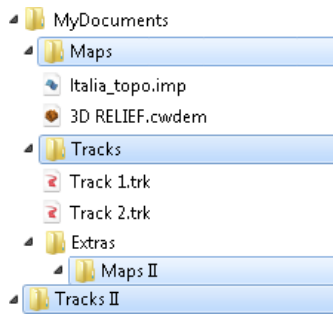 MyDocuments
Maps
Italia_topo.imp
3D RELIEF.cwdem
Tracks
Track 1.trk
Track 2.trk
Extras
Maps II
Tracks II